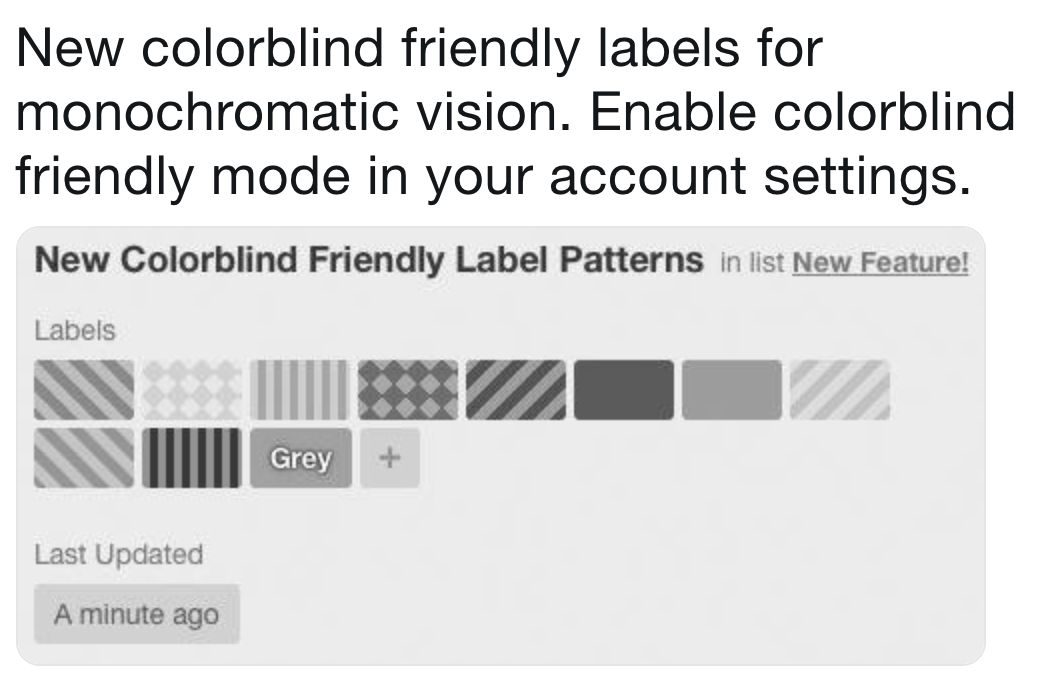 New colorblind friendly labels for
monochromatic vision. Enable colorblind
friendly mode in your account settings.
New Colorblind Friendly Label Patterns in list New Feature!
Labels
Grey +
Last Updated
A minute ago